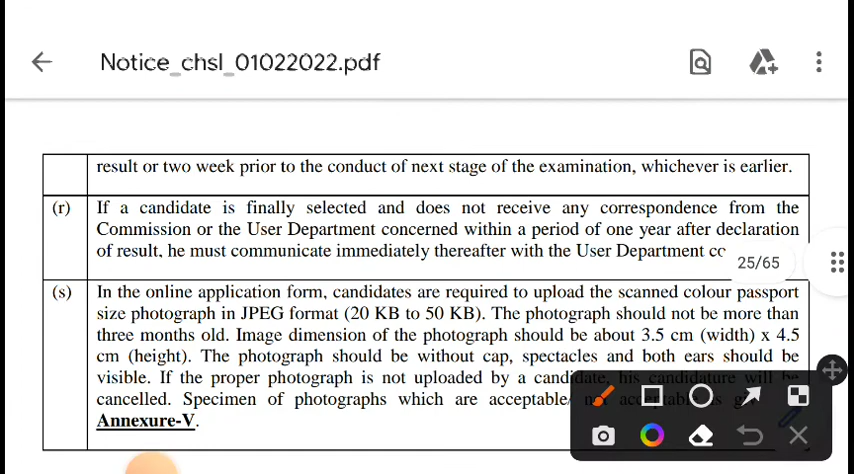 Notice_chsl_01022022.pdf
result or two week prior to the conduct of next stage of the examination, whichever is earlier.
(r) If a candidate is finally selected and does not receive any correspondence from the
Commission or the User Department concerned within a period of one year after declaration
of result, he must communicate immediately thereafter with the User Department
25/65
(s) In the online application form, candidates are required to upload the scanned colour passport
size photograph in JPEG format (20 KB to 50 KB). The photograph should not be more than
three months old. Image dimension of the photograph should be about 3.5 cm (width) x 4.5
cm (height). The photograph should be without cap, spectacles and both ears should be
visible. If the proper photograph is not uploaded by a candidate, his candidature will be
cancelled. Specimen of photographs which are acceptable/
Annexure-V.